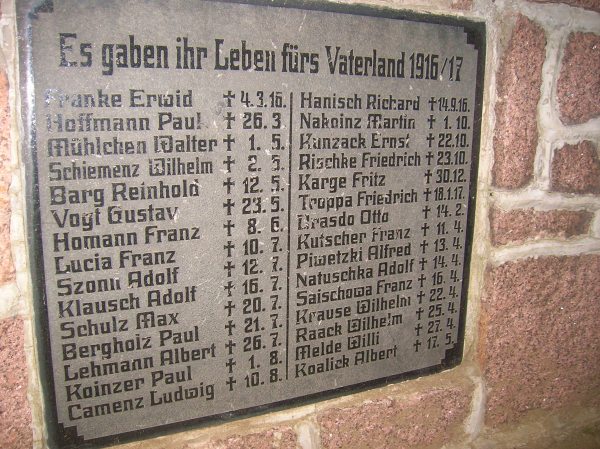 Es gaben ihr Leben fürs Vaterland 1916/17
Franke Erwid † 4.3.16.
Hoffmann Paul † 26.3
Mühlchen Walter † 1. 5.
Schiemenz Wilhelm † 2. 5.
Barg Reinhold † 12. 5.
Vogt Gustav † 23. 5.
Homann Franz † 8. 6.
Lucia Franz † 10. 7.
Szonn Adolf † 12. 7.
Klausch Adolf † 16. 7.
Schulz Max † 20. 7.
Bergholz Paul † 21. 7.
Lehmann Albert † 26. 7.
Koinzer Paul † 1. 8.
Camenz Ludwig † 10. 8.
Hanisch Richard † 14.9.16.
Nakoinz Martin † 1. 10.
Kunzack Ernst † 22.10.
Rischke Friedrich † 23.10.
Karge Fritz † 30.12.
Troppa Friedrich † 18.1.17.
Drasdo Otto † 14. 2.
Kutscher Franz † 11. 4.
Piwetzki Alfred † 13. 4.
Natuschka Adolf † 14. 4.
Saischowa Franz † 16. 4.
Krause Wilhelm † 22. 4.
Raack Wilhelm † 25. 4.
Melde Willi † 27. 4.
Koalick Albert † 17. 5.